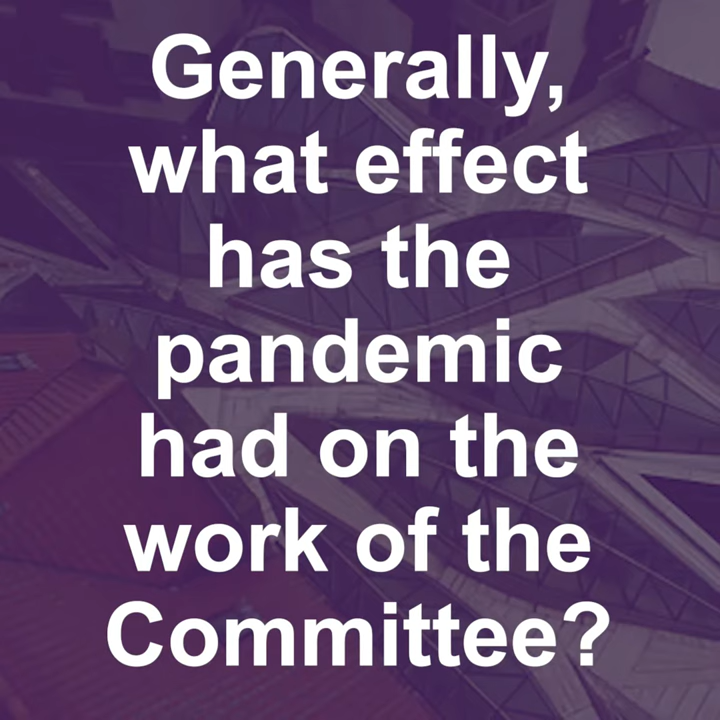 Generally,
what effect
has the
pandemic
had on the
work of the
Committee?